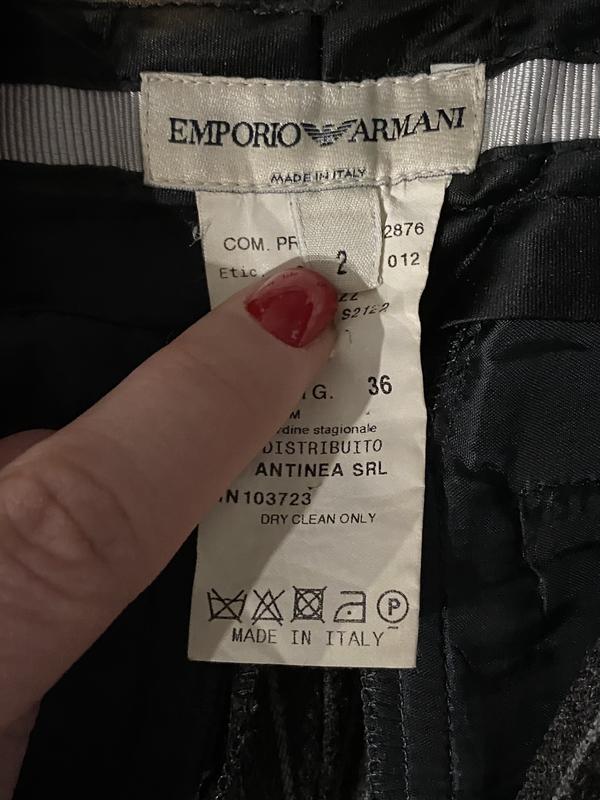 EMPORIO ARMANI
MADE IN ITALY
COM. PR 2876
2
Etic. 012
S2122
G. 36
M
dine stagionale
DISTRIBUITO
ANTINEA SRL
N103723
DRY CLEAN ONLY
P
MADE IN ITALY